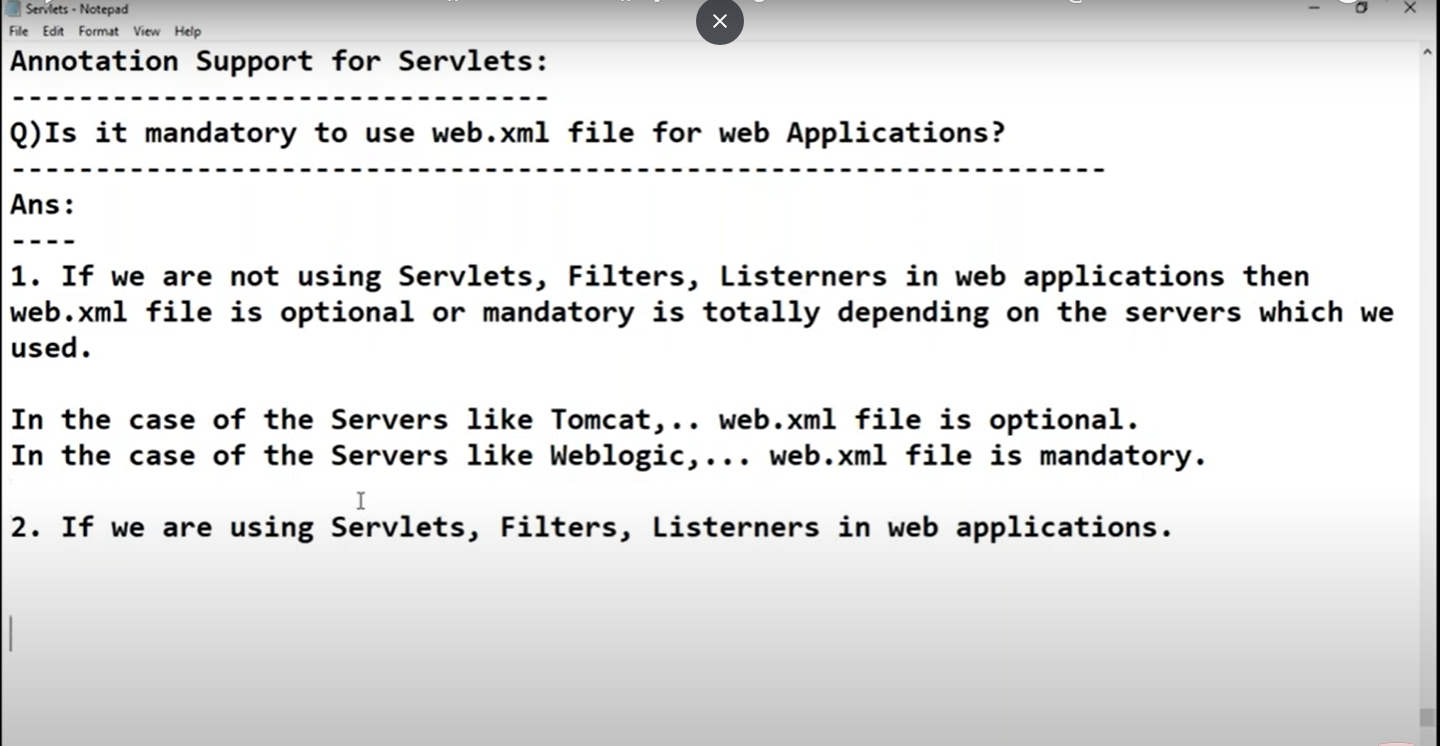 Servlets - Notepad
File Edit Format View Help
Annotation Support for Servlets:
--------------------------------
Q)Is it mandatory to use web.xml file for web Applications?
-----------------------------------------------------------------
Ans:
----
1. If we are not using Servlets, Filters, Listerners in web applications then
web.xml file is optional or mandatory is totally depending on the servers which we
used.
In the case of the Servers like Tomcat,.. web.xml file is optional.
In the case of the Servers like Weblogic,... web.xml file is mandatory.
2. If we are using Servlets, Filters, Listerners in web applications.